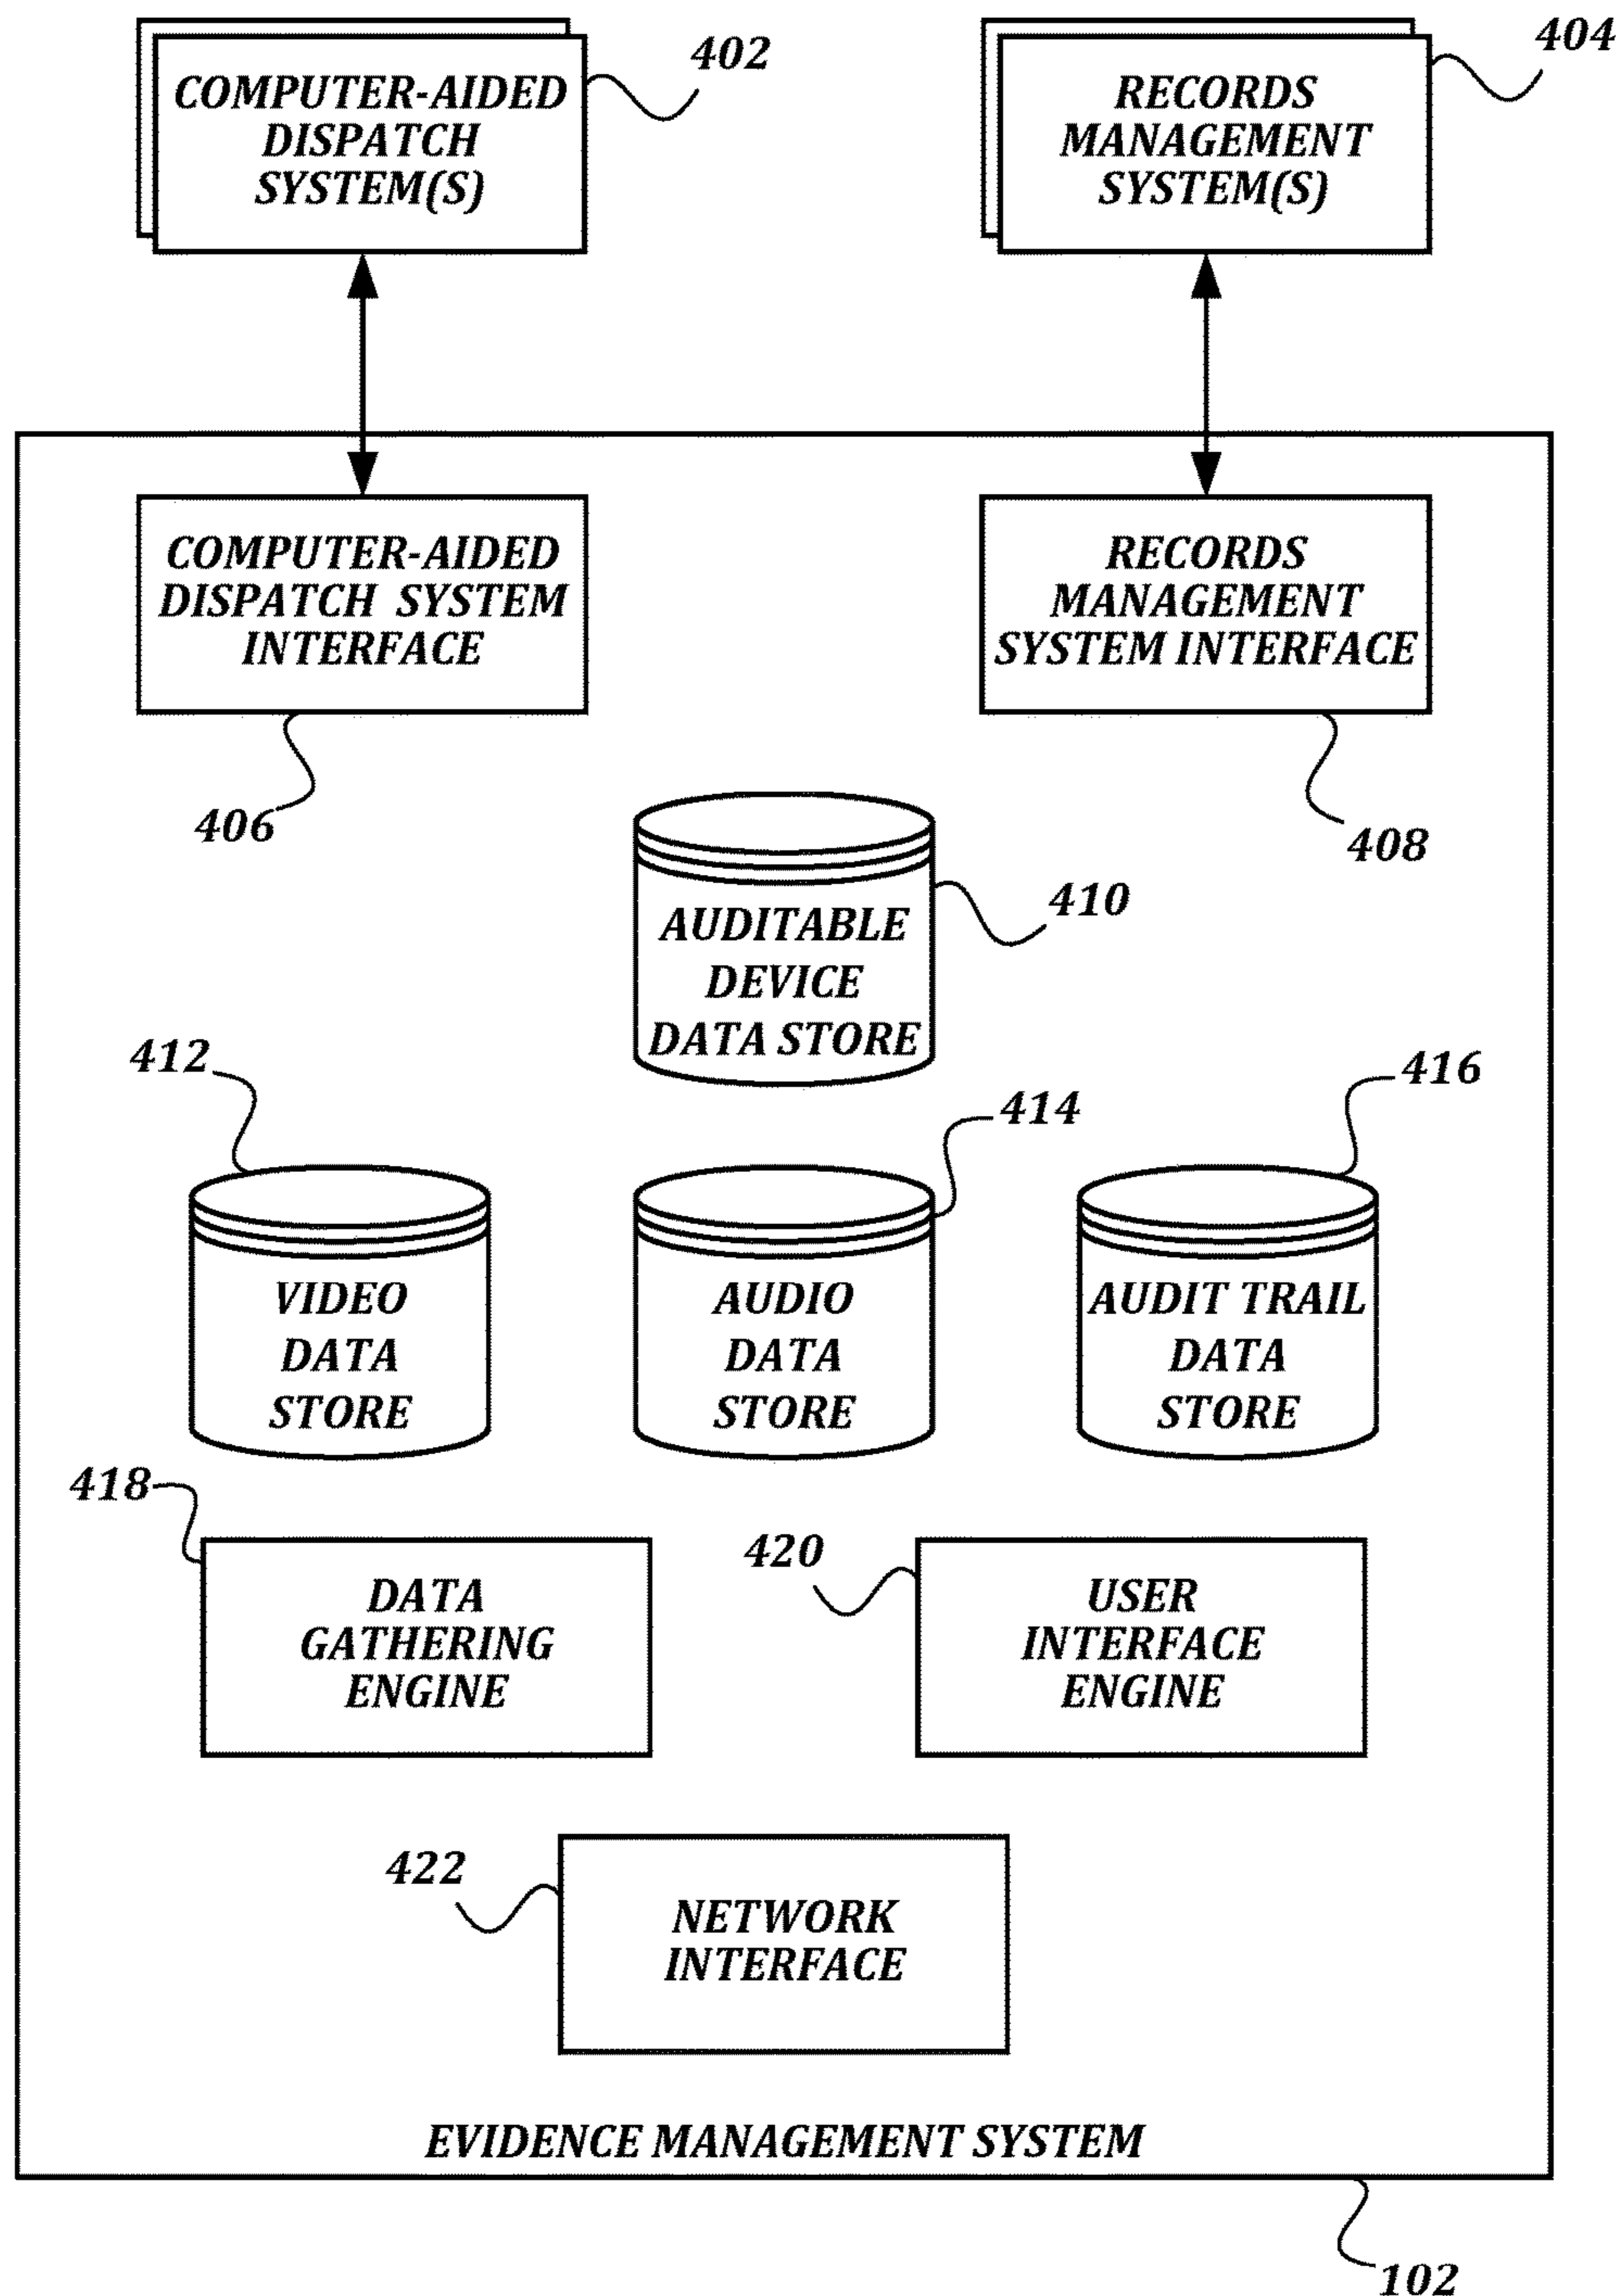 402
404
COMPUTER-AIDED
DISPATCH
SYSTEM(S)
RECORDS
MANAGEMENT
SYSTEM(S)
COMPUTER-AIDED
DISPATCH SYSTEM
INTERFACE
RECORDS
MANAGEMENT
SYSTEM INTERFACE
406
408
410
AUDITABLE
DEVICE
DATA STORE
412
414
416
VIDEO
DATA
STORE
AUDIO
DATA
STORE
AUDIT TRAIL
DATA
STORE
418
420
DATA
GATHERING
ENGINE
USER
INTERFACE
ENGINE
422
NETWORK
INTERFACE
EVIDENCE MANAGEMENT SYSTEM
102